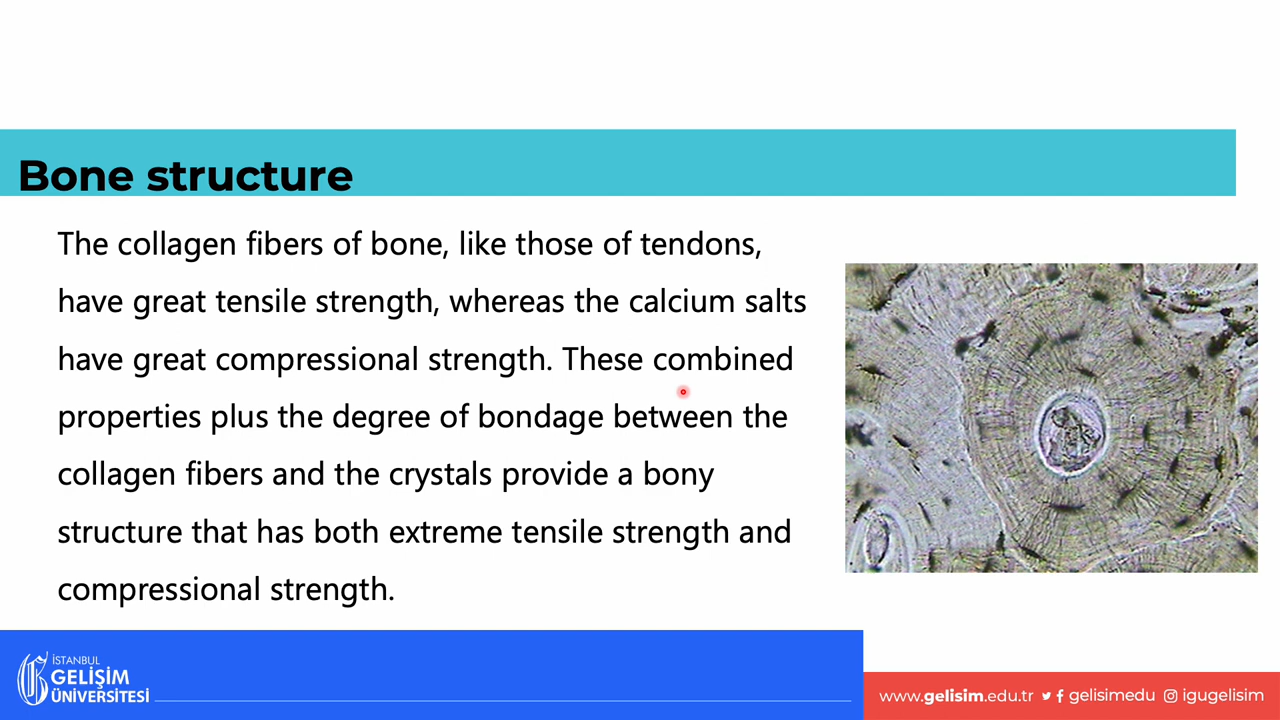 Bone structure
The collagen fibers of bone, like those of tendons,
have great tensile strength, whereas the calcium salts
have great compressional strength. These combined
properties plus the degree of bondage between the
collagen fibers and the crystals provide a bony
structure that has both extreme tensile strength and
compressional strength.
İSTANBUL
GELİŞİM
ÜNİVERSİTESİ
www.gelisim.edu.tr gelisimedu igugelisim